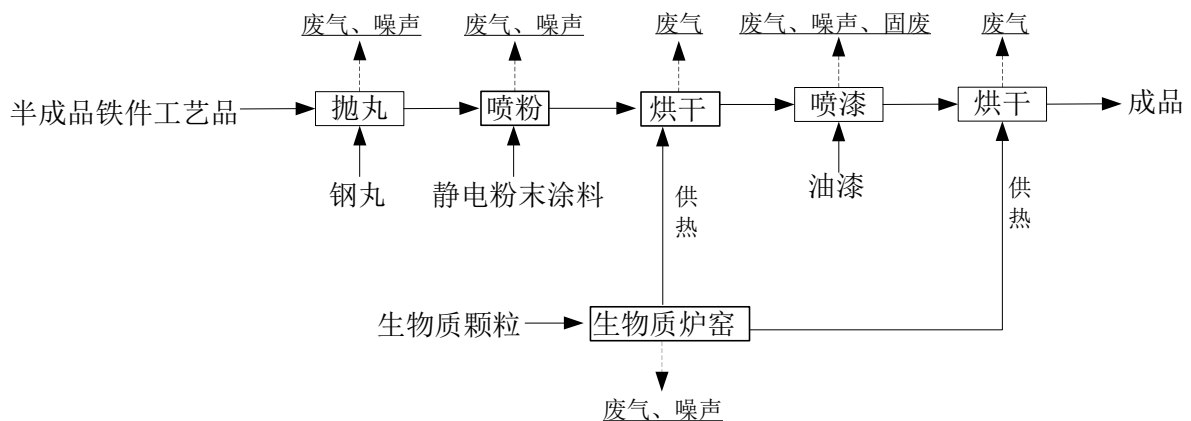 废气、噪声
废气、噪声
废气
废气、噪声、固废
废气
半成品铁件工艺品
抛丸
喷粉
烘干
喷漆
烘干
成品
钢丸
静电粉末涂料
供热
油漆
供热
生物质颗粒
生物质炉窑
废气、噪声